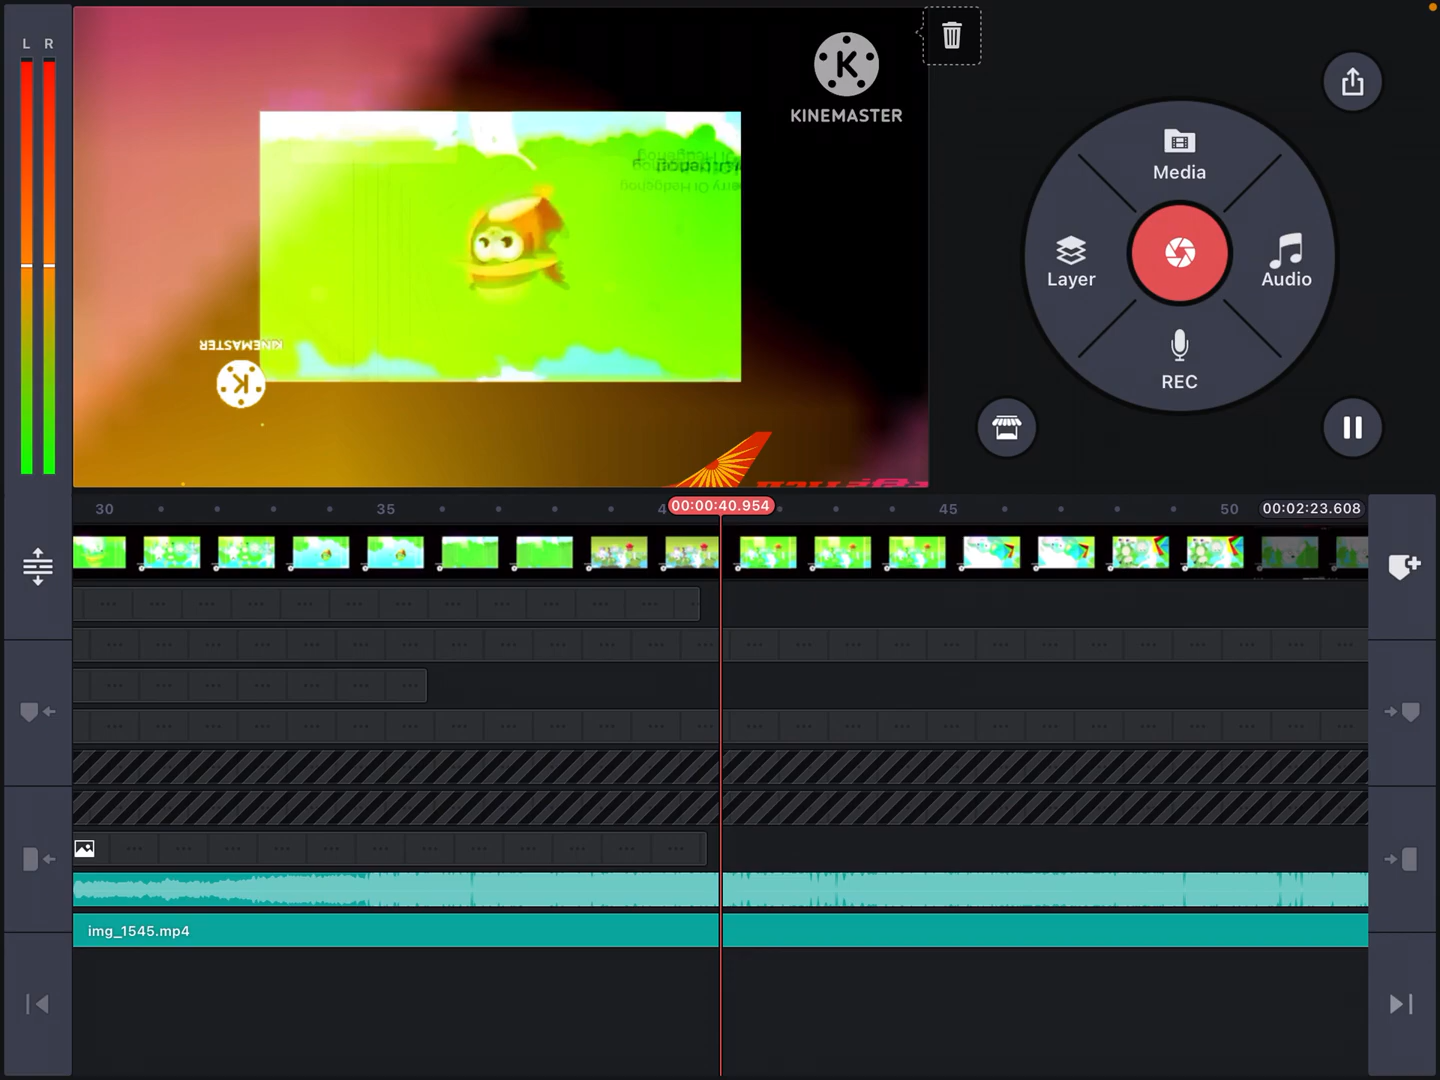 L R
KINEMASTER
KINEMASTER
Media
Layer
Audio
REC
30
35
00:00:40.954
45
50
00:02:23.608
img_1545.mp4